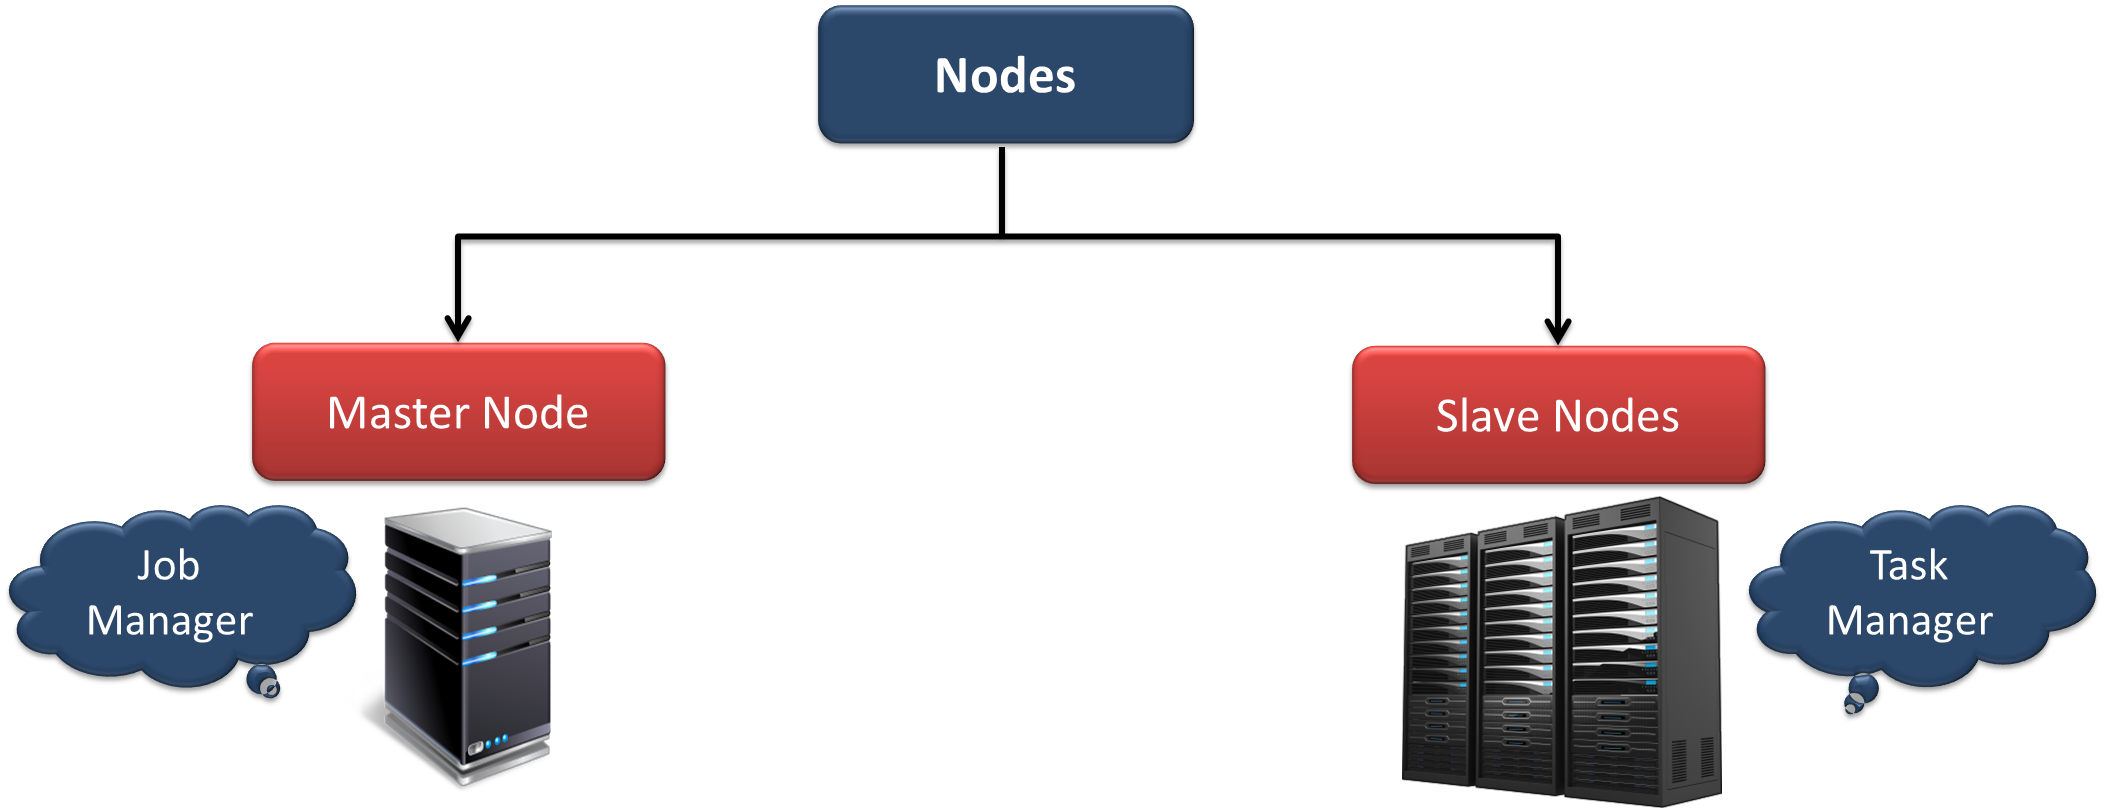 Nodes
Master Node
Slave Nodes
Job
Manager
Task
Manager